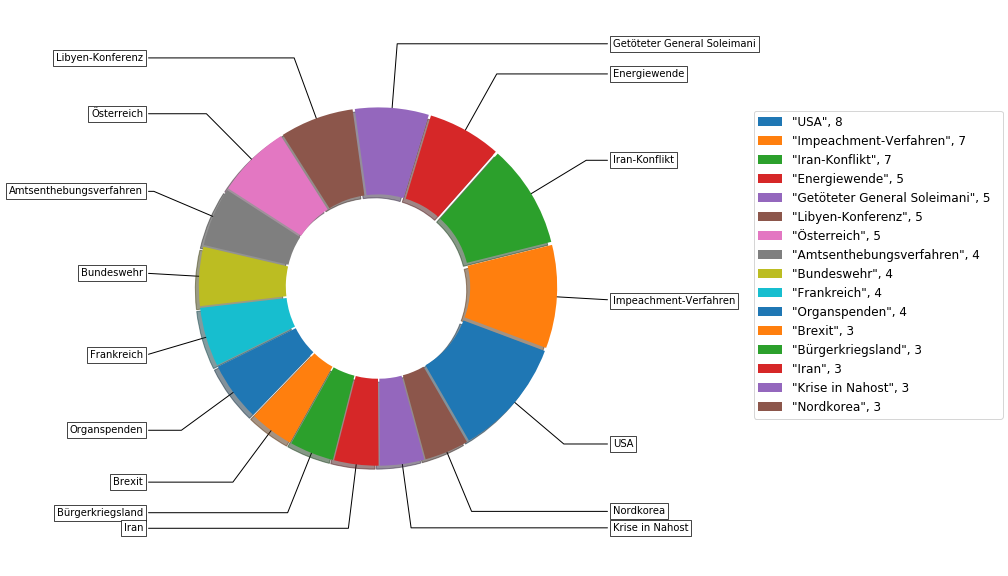 Getöteter General Soleimani
Libyen-Konferenz
Energiewende
Österreich
Iran-Konflikt
Amtsenthebungsverfahren
Bundeswehr
Impeachment-Verfahren
Frankreich
Organspenden
USA
Brexit
Bürgerkriegsland
Nordkorea
Iran
Krise in Nahost
"USA", 8
"Impeachment-Verfahren", 7
"Iran-Konflikt", 7
"Energiewende", 5
"Getöteter General Soleimani", 5
"Libyen-Konferenz", 5
"Österreich", 5
"Amtsenthebungsverfahren", 4
"Bundeswehr", 4
"Frankreich", 4
"Organspenden", 4
"Brexit", 3
"Bürgerkriegsland", 3
"Iran", 3
"Krise in Nahost", 3
"Nordkorea", 3